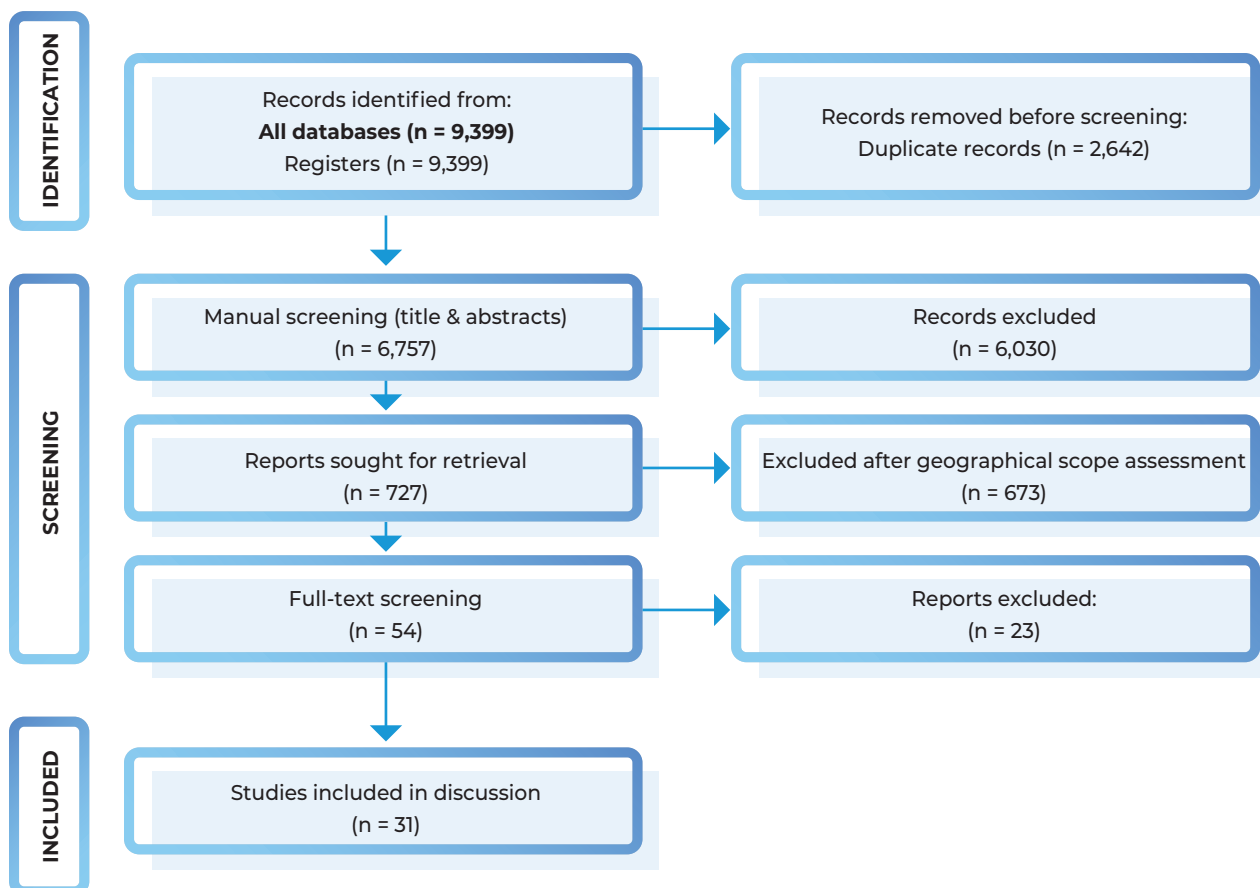 IDENTIFICATION
Records identified from:
All databases (n = 9,399)
Registers (n = 9,399)
Records removed before screening:
Duplicate records (n = 2,642)
SCREENING
Manual screening (title & abstracts)
(n = 6,757)
Records excluded
(n = 6,030)
Reports sought for retrieval
(n = 727)
Excluded after geographical scope assessment
(n = 673)
Full-text screening
(n = 54)
Reports excluded:
(n = 23)
INCLUDED
Studies included in discussion
(n = 31)